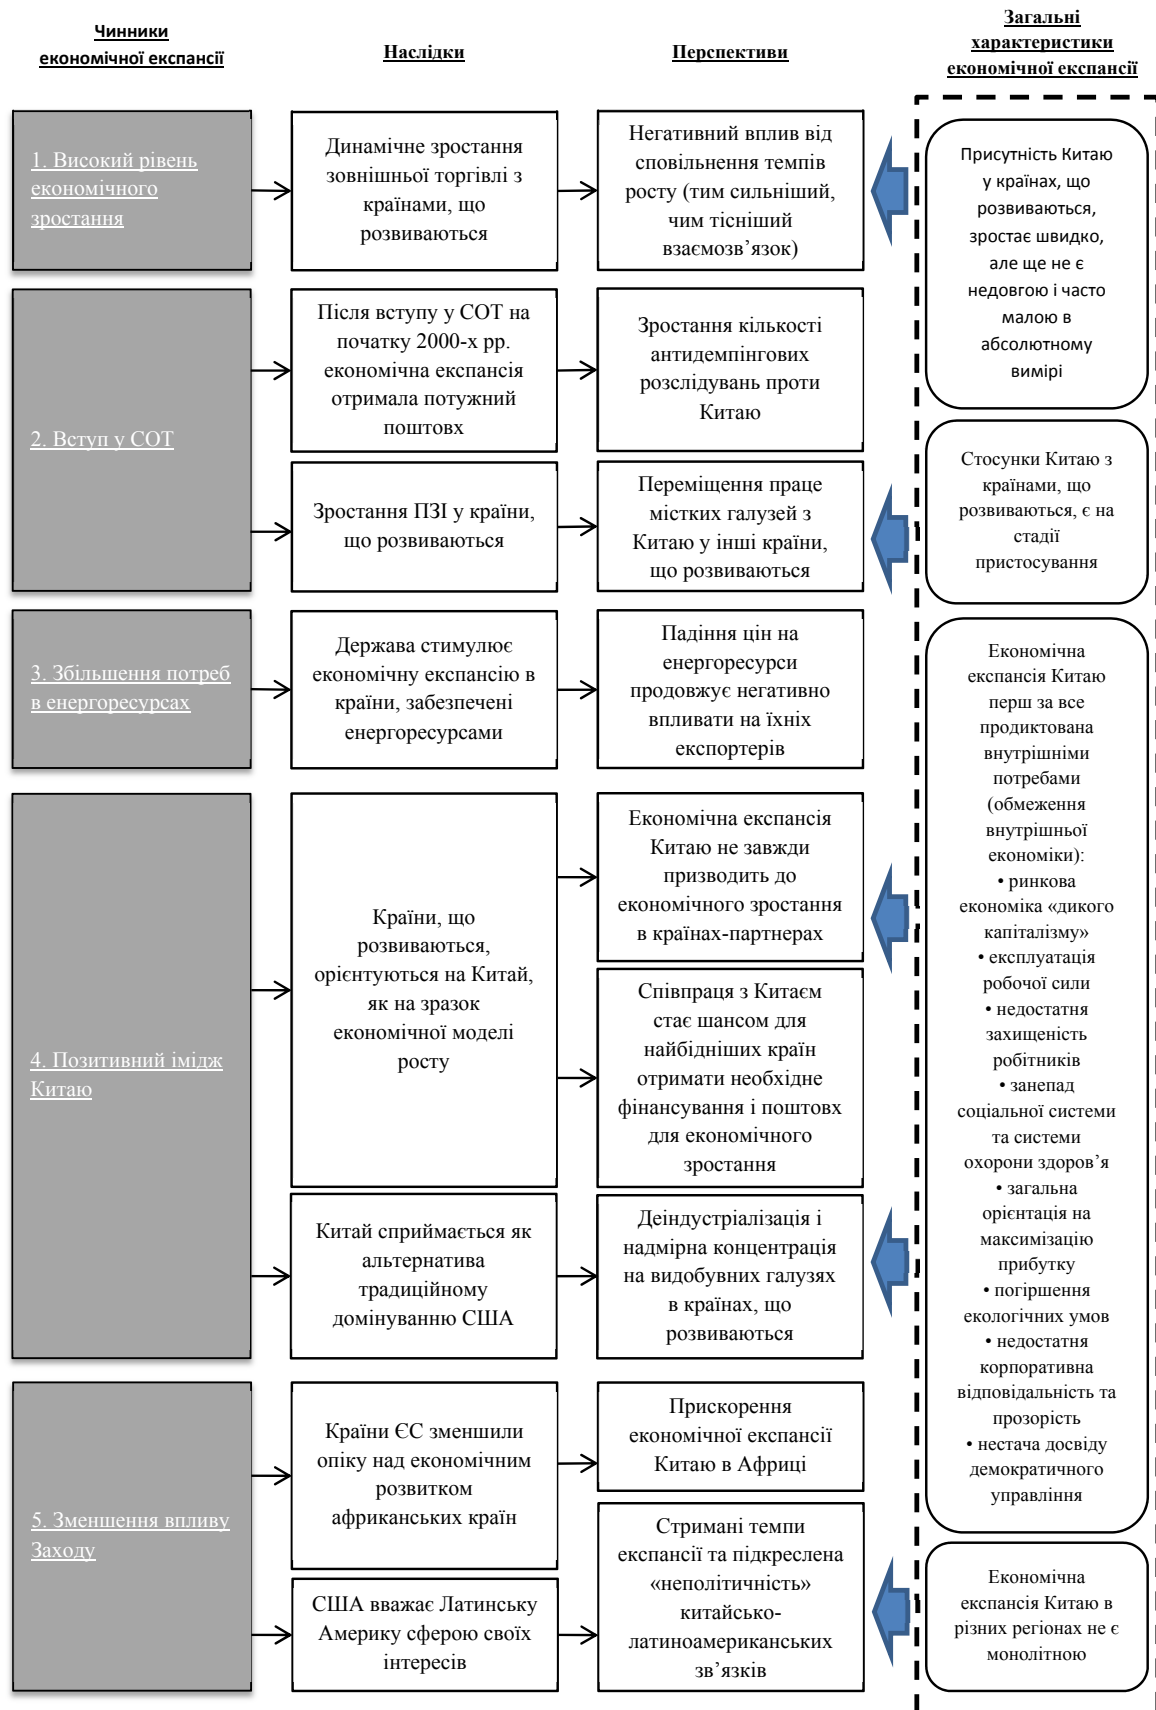 Чинники
економічної експансії
Наслідки
Перспективи
Загальні
характеристики
економічної експансії
1. Високий рівень
економічного
зростання
Динамічне зростання
зовнішньої торгівлі з
країнами, що
розвиваються
Негативний вплив від
сповільнення темпів
росту (тим сильніший,
чим тісніший
взаємозв’язок)
2. Вступ у СОТ
Після вступу у СОТ на
початку 2000-х рр.
економічна експансія
отримала потужний
поштовх
Зростання кількості
антидемпінгових
розслідувань проти
Китаю
Зростання ПЗІ у країни,
що розвиваються
Переміщення праце
містких галузей з
Китаю у інші країни,
що розвиваються
3. Збільшення потреб
в енергоресурсах
Держава стимулює
економічну експансію в
країни, забезпечені
енергоресурсами
Падіння цін на
енергоресурси
продовжує негативно
впливати на їхніх
експортерів
4. Позитивний імідж
Китаю
Країни, що
розвиваються,
орієнтуються на Китай,
як на зразок
економічної моделі
росту
Економічна експансія
Китаю не завжди
призводить до
економічного зростання
в країнах-партнерах
Співпраця з Китаєм
стає шансом для
найбідніших країн
отримати необхідне
фінансування і поштовх
для економічного
зростання
Китай сприймається як
альтернатива
традиційному
домінуванню США
Деіндустріалізація і
надмірна концентрація
на видобувних галузях
в країнах, що
розвиваються
5. Зменшення впливу
Заходу
Країни ЄС зменшили
опіку над економічним
розвитком
африканських країн
Прискорення
економічної експансії
Китаю в Африці
США вважає Латинську
Америку сферою своїх
інтересів
Стримані темпи
експансії та підкреслена
«неполітичність»
китайсько-
латиноамериканських
зв’язків
Присутність Китаю
у країнах, що
розвиваються,
зростає швидко,
але ще не є
недовгою і часто
малою в
абсолютному
вимірі
Стосунки Китаю з
країнами, що
розвиваються, є на
стадії
пристосування
Економічна
експансія Китаю
перш за все
продиктована
внутрішніми
потребами
(обмеження
внутрішньої
економіки):
• ринкова
економіка «дикого
капіталізму»
• експлуатація
робочої сили
• недостатня
захищеність
робітників
• занепад
соціальної системи
та системи
охорони здоров’я
• загальна
орієнтація на
максимізацію
прибутку
• погіршення
екологічних умов
• недостатня
корпоративна
відповідальність та
прозорість
• нестача досвіду
демократичного
управління
Економічна
експансія Китаю в
різних регіонах не є
монолітною